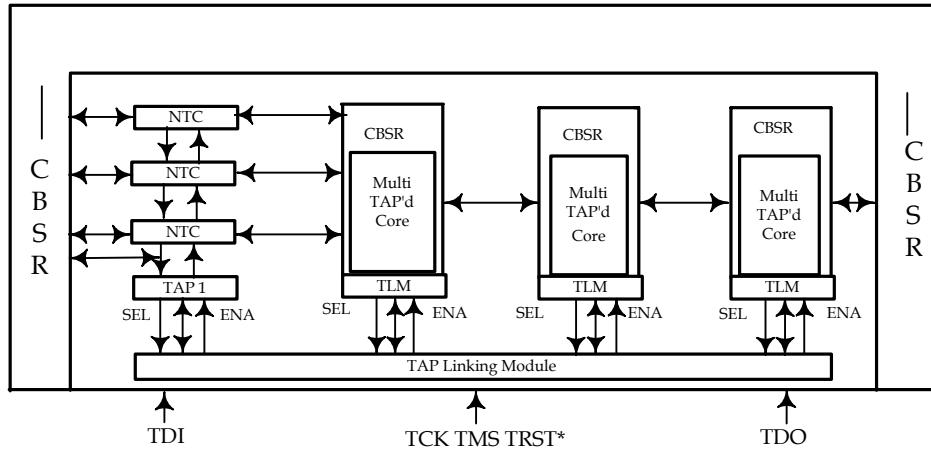 NTC
NTC
NTC
TAP 1
SEL
ENA
C
B
S
R
CBSR
Multi
TAP'd
Core
TLM
SEL
ENA
CBSR
Multi
TAP'd
Core
TLM
SEL
ENA
CBSR
Multi
TAP'd
Core
TLM
SEL
ENA
C
B
S
R
TAP Linking Module
TDI
TCK TMS TRST*
TDO